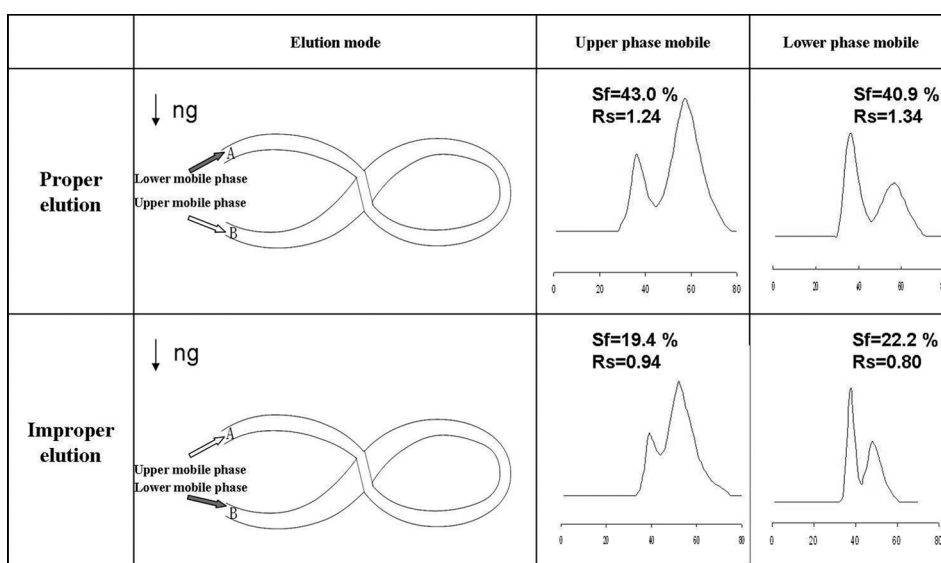 Elution mode
Upper phase mobile
Lower phase mobile
Proper
elution
ng
A
Lower mobile phase
Upper mobile phase
B
Sf=43.0 %
Rs=1.24
0 20 40 60 80
Sf=40.9 %
Rs=1.34
0 20 40 60
Improper
elution
ng
A
Upper mobile phase
Lower mobile phase
B
Sf=19.4 %
Rs=0.94
0 20 40 60 80
Sf=22.2 %
Rs=0.80
0 20 40 60 80